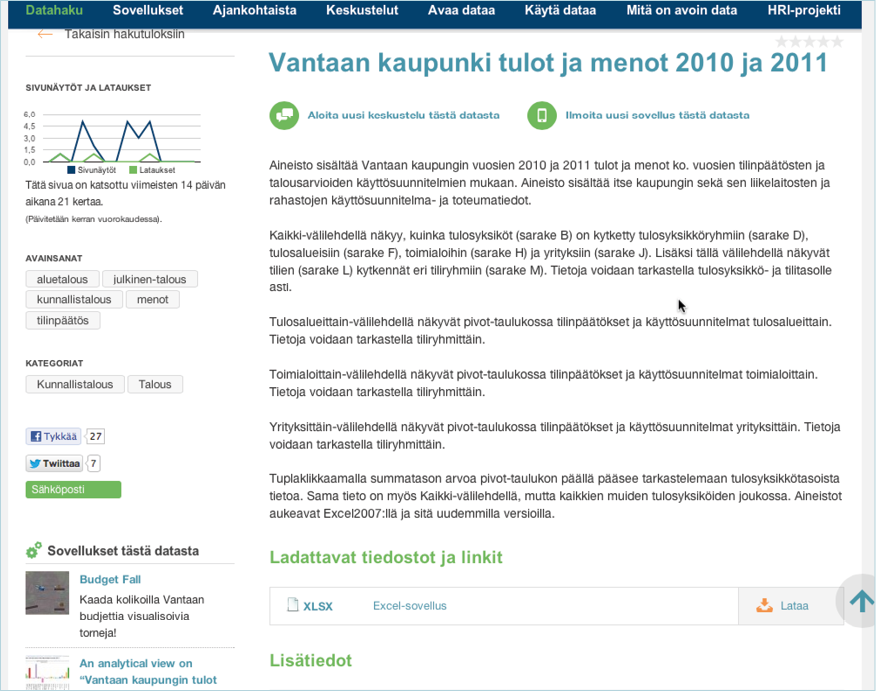 Datahaku Sovellukset Ajankohtaista Keskustelut Avaa dataa Käytä dataa Mitä on avoin data HRI-projekti
Takaisin hakutuloksiin
SIVUNÄYTÖT JA LATAUKSET
6,0
4,5
3,0
1,5
0,0
Sivunäytöt Lataukset
Tätä sivua on katsottu viimeisten 14 päivän
aikana 21 kertaa.
(Päivitetään kerran vuorokaudessa).
AVAINSANAT
aluetalous julkinen-talous
kunnallistalous menot
tilinpäätös
KATEGORIAT
Kunnallistalous Talous
Tykkää 27
Twiittaa 7
Sähköposti
Sovellukset tästä datasta
Budget Fall
Kaada kolikoilla Vantaan
budjettia visualisoivia
torneja!
An analytical view on
“Vantaan kaupungin tulot
Vantaan kaupunki tulot ja menot 2010 ja 2011
Aloita uusi keskustelu tästä datasta Ilmoita uusi sovellus tästä datasta
Aineisto sisältää Vantaan kaupungin vuosien 2010 ja 2011 tulot ja menot ko. vuosien tilinpäätösten ja
talousarvioiden käyttösuunnitelmien mukaan. Aineisto sisältää itse kaupungin sekä sen liikelaitosten ja
rahastojen käyttösuunnitelma- ja toteumatiedot.
Kaikki-välilehdellä näkyy, kuinka tulosyksiköt (sarake B) on kytketty tulosyksikköryhmiin (sarake D),
tulosalueisiin (sarake F), toimialoihin (sarake H) ja yrityksiin (sarake J). Lisäksi tällä välilehdellä näkyvät
tilien (sarake L) kytkennät eri tiliryhmiin (sarake M). Tietoja voidaan tarkastella tulosyksikkö- ja tilitasolle
asti.
Tulosalueittain-välilehdellä näkyvät pivot-taulukossa tilinpäätökset ja käyttösuunnitelmat tulosalueittain.
Tietoja voidaan tarkastella tiliryhmittäin.
Toimialoittain-välilehdellä näkyvät pivot-taulukossa tilinpäätökset ja käyttösuunnitelmat toimialoittain.
Tietoja voidaan tarkastella tiliryhmittäin.
Yrityksittäin-välilehdellä näkyvät pivot-taulukossa tilinpäätökset ja käyttösuunnitelmat yrityksittäin. Tietoja
voidaan tarkastella tiliryhmittäin.
Tuplaklikkaamalla summatason arvoa pivot-taulukon päällä pääsee tarkastelemaan tulosyksikkötasoista
tietoa. Sama tieto on myös Kaikki-välilehdellä, mutta kaikkien muiden tulosyksiköiden joukossa. Aineistot
aukeavat Excel2007:llä ja sitä uudemmilla versioilla.
Ladattavat tiedostot ja linkit
XLSX Excel-sovellus Lataa
Lisätiedot